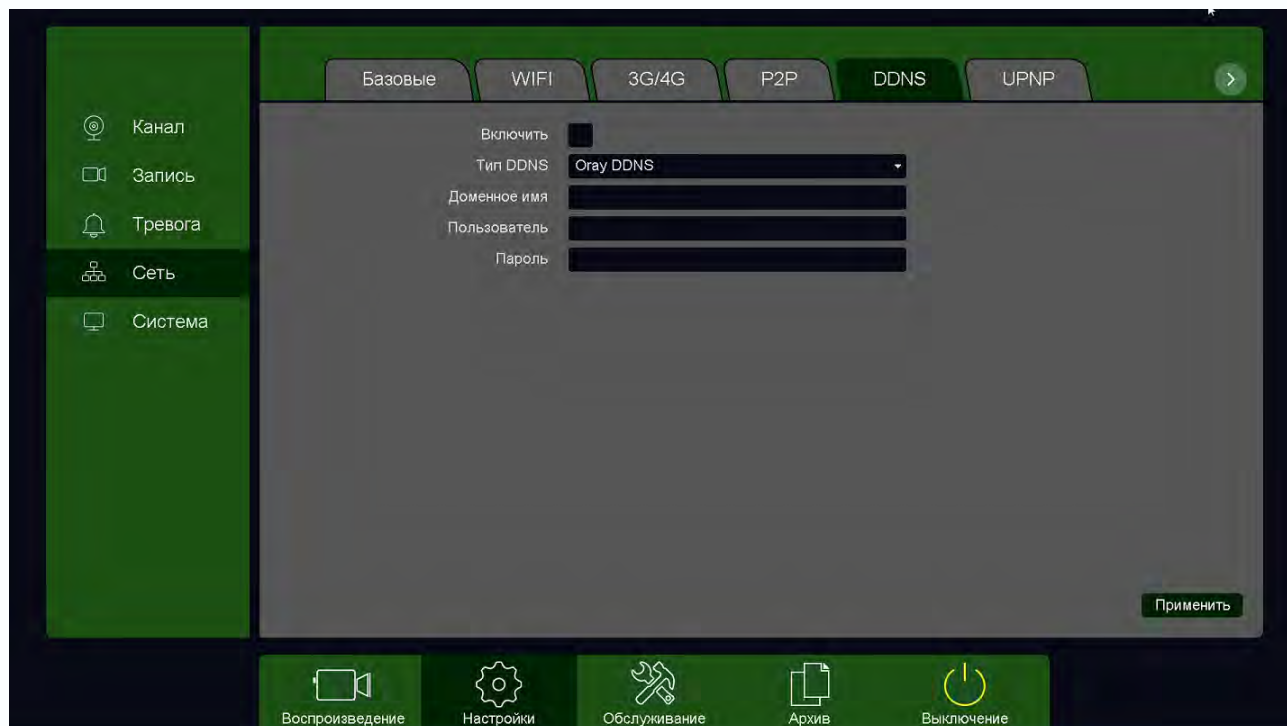 Базовые WIFI 3G/4G P2P DDNS UPNP
Канал
Запись
Тревога
Сеть
Система
Включить
Тип DDNS Oray DDNS
Доменное имя
Пользователь
Пароль
Применить
Воспроизведение Настройки Обслуживание Архив Выключение